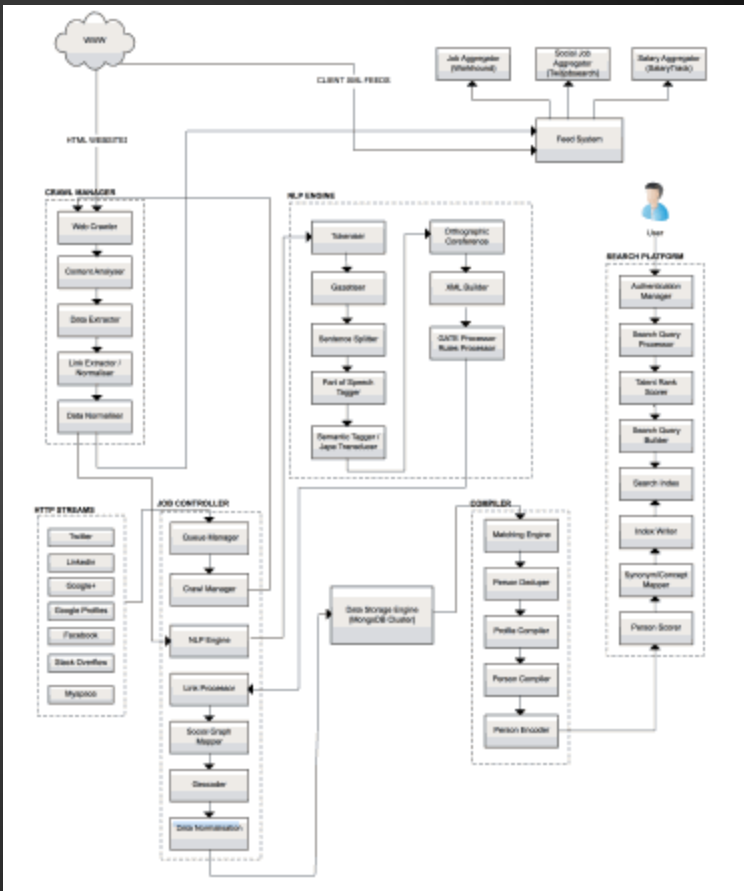 WWW
CLIENT XML FEEDS
HTML WEBSITES
Job Aggregator
(Workhound)
Social Job
Aggregator
(Twitjobsearch)
Salary Aggregator
(SalaryTrack)
Feed System
CRAWL MANAGER
Web Crawler
Content Analyser
Data Extractor
Link Extractor /
Normaliser
Data Normaliser
NLP ENGINE
Tokeniser
Gazetteer
Sentence Splitter
Part of Speech
Tagger
Semantic Tagger /
Jape Transducer
Orthographic
Coreference
XML Builder
GATE Processor
Rules Processor
User
SEARCH PLATFORM
Authentication
Manager
Search Query
Processor
Talent Rank
Scorer
Search Query
Builder
Search Index
Index Writer
Synonym/Concept
Mapper
Person Scorer
HTTP STREAMS
Twitter
LinkedIn
Google+
Google Profiles
Facebook
Stack Overflow
Myspace
JOB CONTROLLER
Queue Manager
Crawl Manager
NLP Engine
Link Processor
Social Graph
Mapper
Geocoder
Data Normalisation
Data Storage Engine
(MongoDB Cluster)
COMPILER
Matching Engine
Person Deduper
Profile Compiler
Person Compiler
Person Encoder